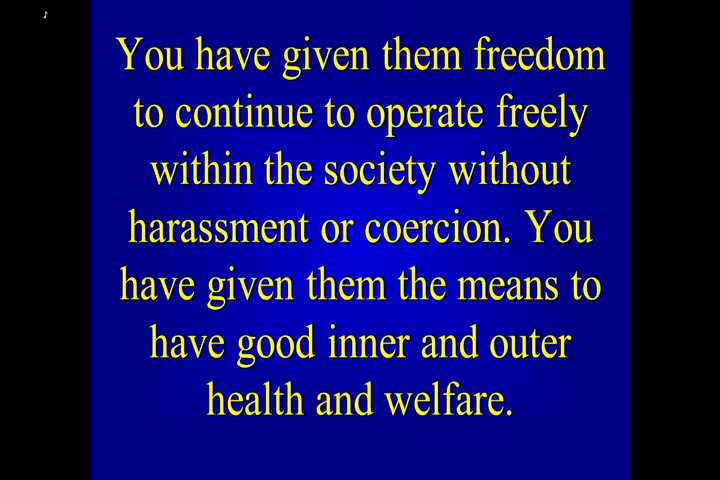 You have given them freedom
to continue to operate freely
within the society without
harassment or coercion. You
have given them the means to
have good inner and outer
health and welfare.